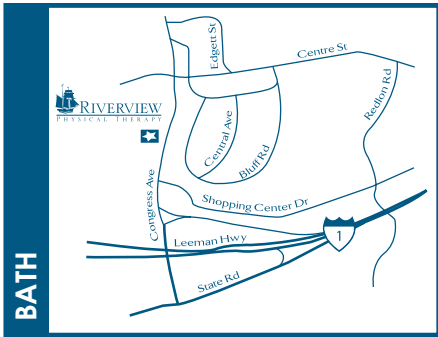 Edgett St
Centre St
Redlon Rd
RIVERVIEW
PHYSICAL THERAPY
Central Ave
Bluff Rd
Congress Ave
Shopping Center Dr
Leeman Hwy
1
State Rd
BATH